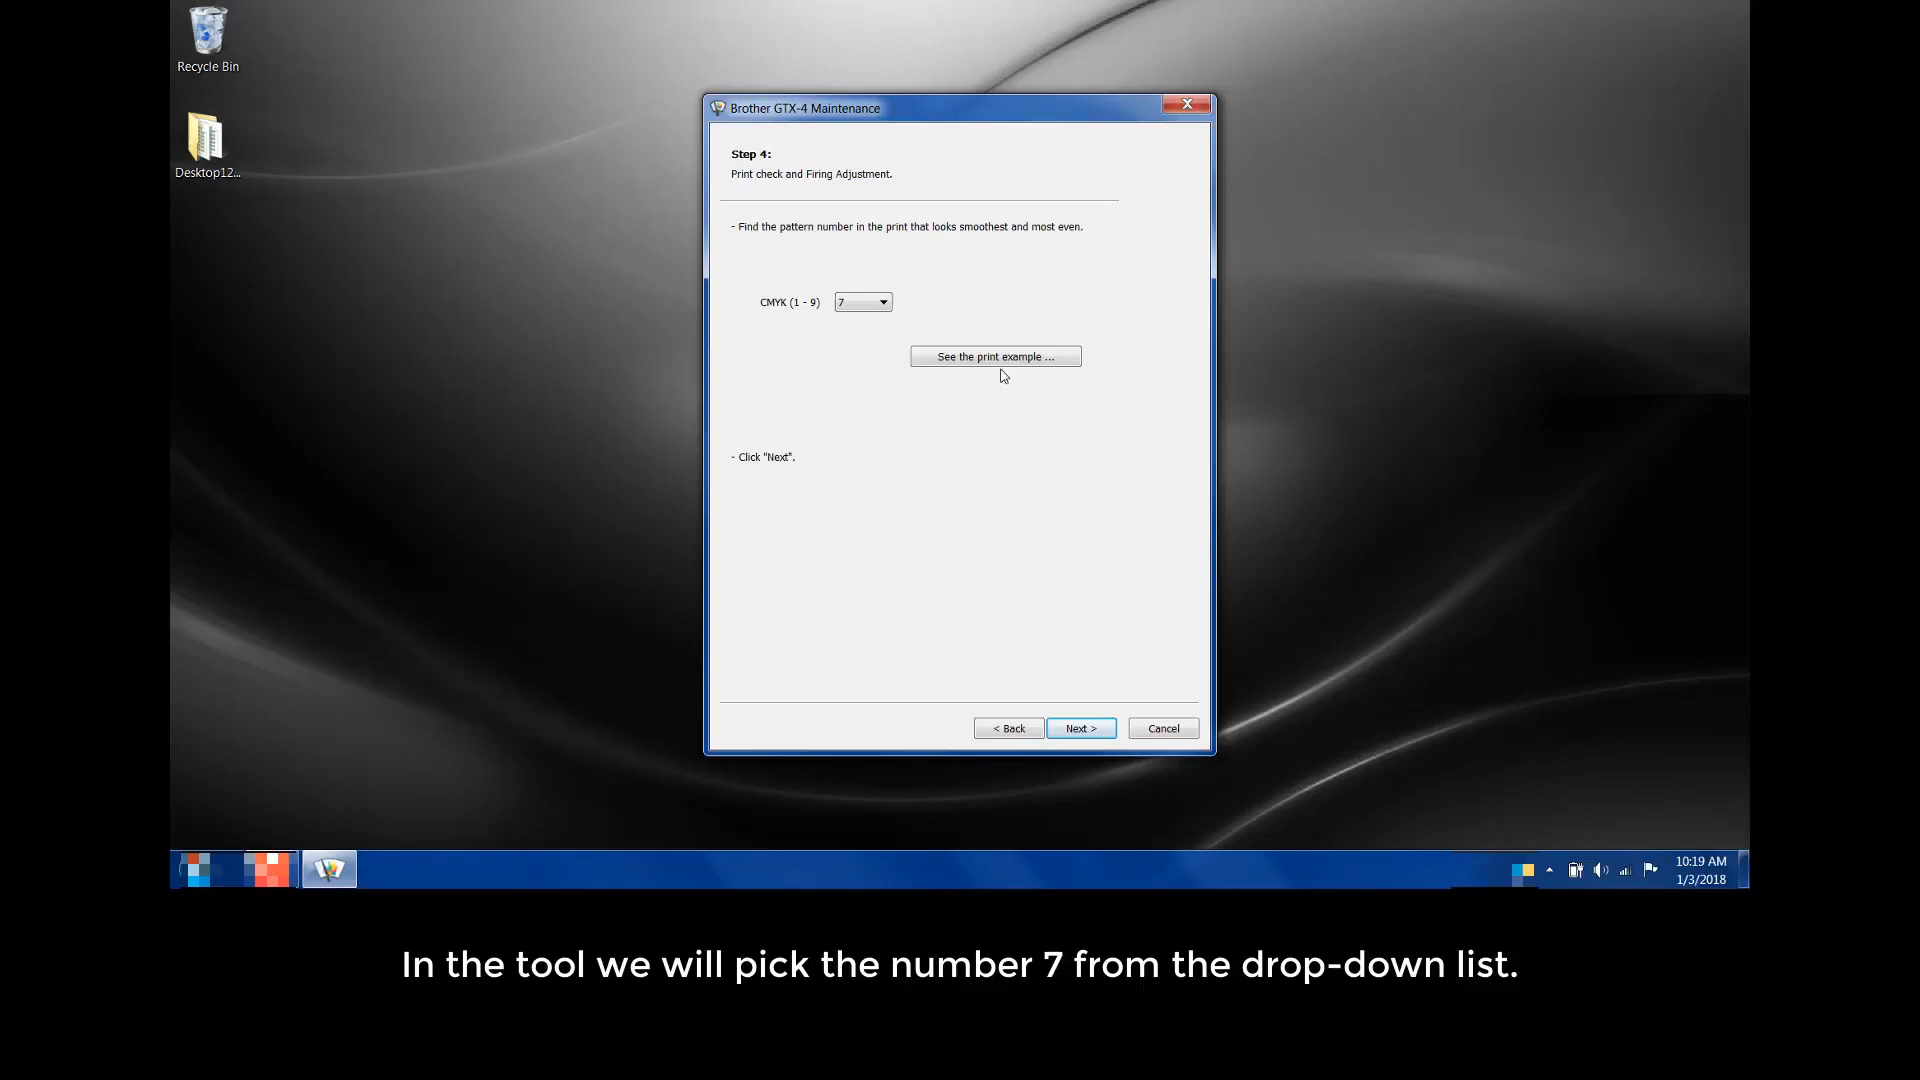 Recycle Bin
Desktop12...
Brother GTX-4 Maintenance
Step 4:
Print check and Firing Adjustment.
- Find the pattern number in the print that looks smoothest and most even.
CMYK (1 - 9) 7
See the print example ...
- Click "Next".
< Back Next > Cancel
10:19 AM
1/3/2018
In the tool we will pick the number 7 from the drop-down list.